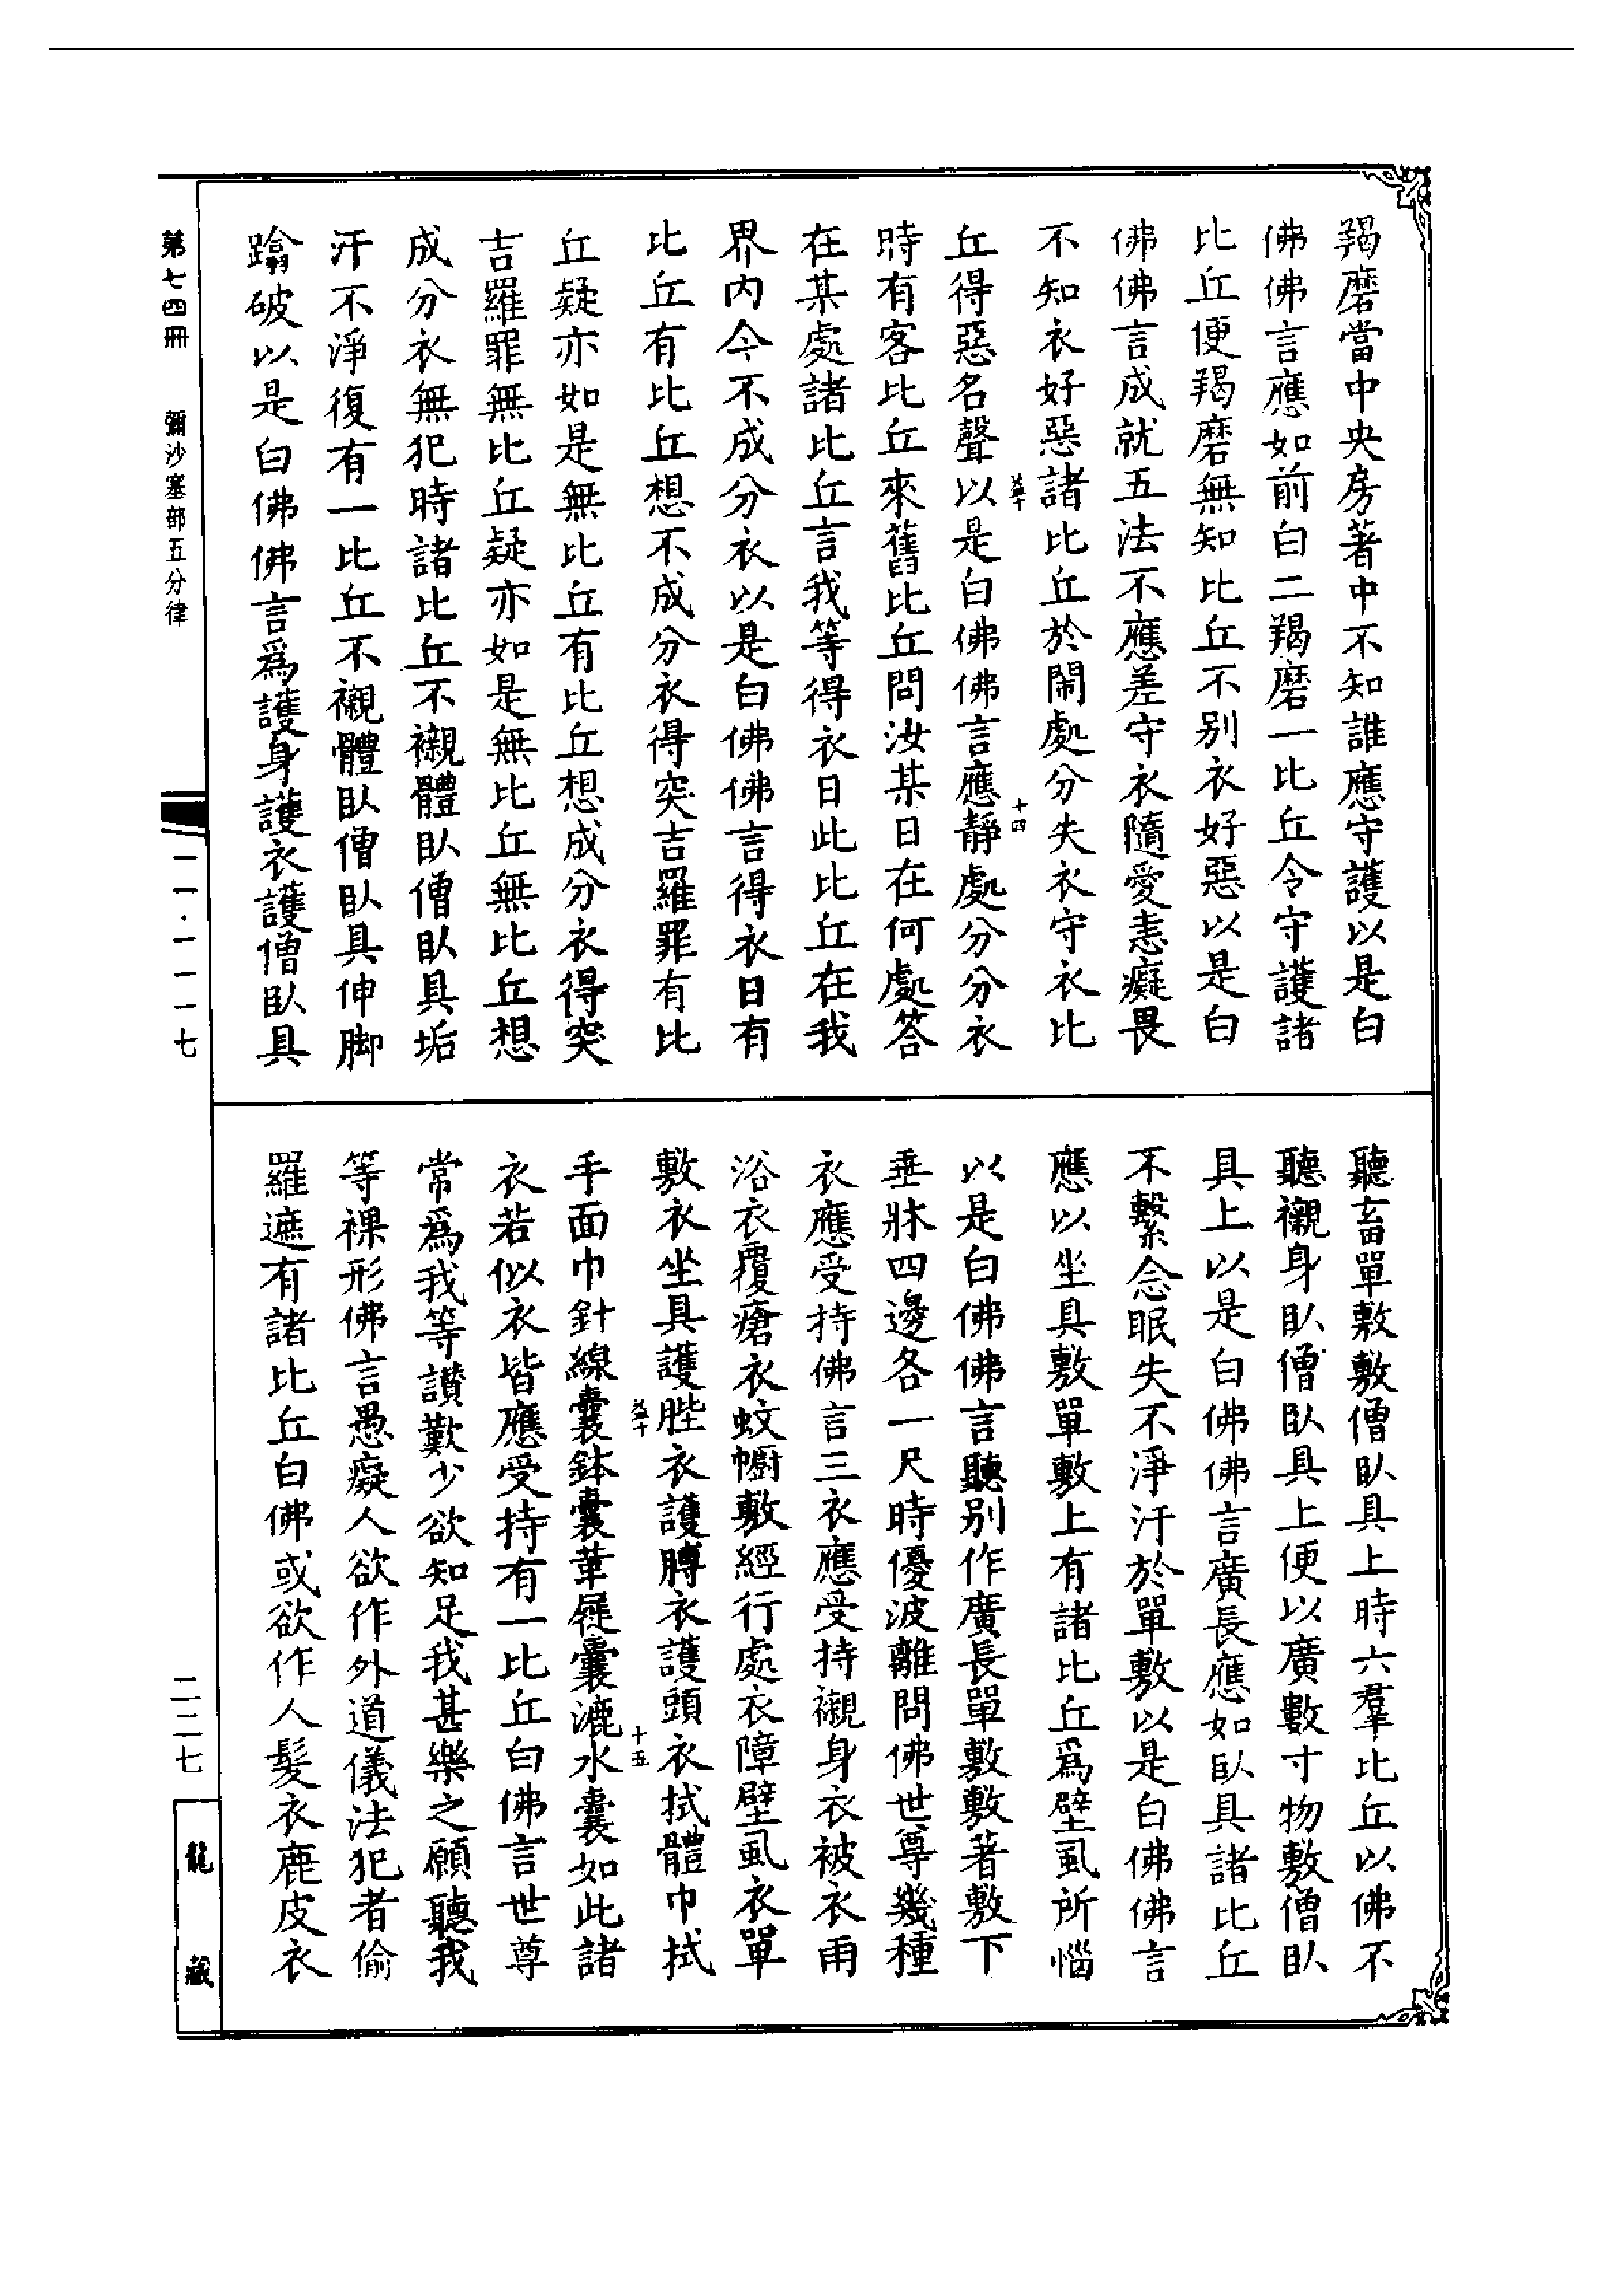 羯磨當中央房著中不知誰應守護以是白
佛佛言應如前白二羯磨一比丘令守護諸
比丘便羯磨無知比丘不別衣好惡以是白
佛佛言成就五法不應差守衣隨愛恚癡畏
不知衣好惡諸比丘於鬧處分失衣守衣比
十四
丘得惡名聲以是白佛佛言應靜處分分衣
時有客比丘來舊比丘問汝某日在何處答
在某處諸比丘言我等得衣日此比丘在我
界內今不成分衣以是白佛佛言得衣日有
比丘有比丘想不成分衣得突吉羅罪有比
丘疑亦如是無比丘有比丘想成分衣得突
吉羅罪無比丘疑亦如是無比丘無比丘想
成分衣無犯時諸比丘不襯體臥僧臥具垢
汗不淨復有一比丘不襯體臥僧臥具伸脚
蹹破以是白佛佛言爲護身護衣護僧臥具
聽畜單敷敷僧臥具上時六羣比丘以佛不
聽襯身臥僧臥具上便以廣數寸物敷僧臥
具上以是白佛佛言廣長應如臥具諸比丘
不繫念眠失不淨汗於單敷以是白佛佛言
應以坐具敷單敷上有諸比丘爲壁虱所惱
以是白佛佛言聽別作廣長單敷敷著敷下
垂牀四邊各一尺時優波離問佛世尊幾種
衣應受持佛言三衣應受持襯身衣被衣雨
浴衣覆瘡衣蚊㡡敷經行處衣障壁虱衣單
敷衣坐具護髀衣護膞衣護頭衣拭體巾拭
十五
手面巾針線囊鉢囊革屣囊漉水囊如此諸
衣若似衣皆應受持有一比丘白佛言世尊
常爲我等讃歎少欲知足我甚樂之願聽我
等裸形佛言愚癡人欲作外道儀法犯者偷
羅遮有諸比丘白佛或欲作人髮衣鹿皮衣
第七四冊　彌沙塞部五分律
一一·一一一七
二二七
龍藏